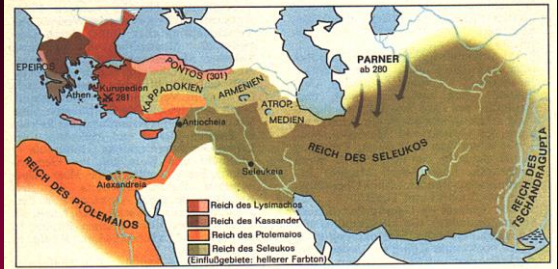 EPEIROS
Athen
Kurupedion
281
PONTOS (301)
KAPPADOKIEN
ARMENIEN
ATROP.
MEDIEN
PARNER
ab 280
Antiocheia
Seleukeia
REICH DES SELEUKOS
REICH DES
TSCHANDRAGUPTA
REICH DES
PTOLEMAIOS
Alexandreia
Reich des Lysimachos
Reich des Kassander
Reich des Ptolemaios
Reich des Seleukos
(Einflußgebiete: hellerer Farbton)